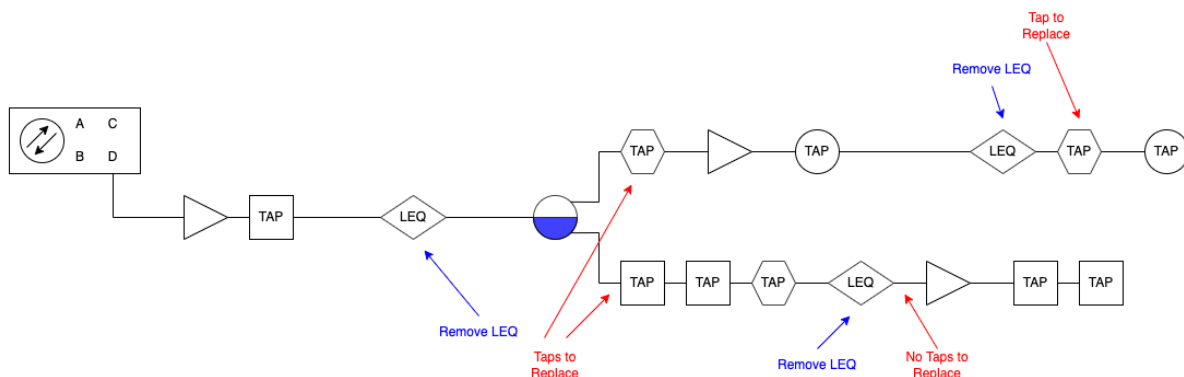 Tap to
Replace
Remove LEQ
A C
B D
TAP
TAP
LEQ
TAP
TAP
TAP
LEQ
TAP
TAP
TAP
LEQ
TAP
TAP
Remove LEQ
Taps to
Replace
Remove LEQ
No Taps to
Replace